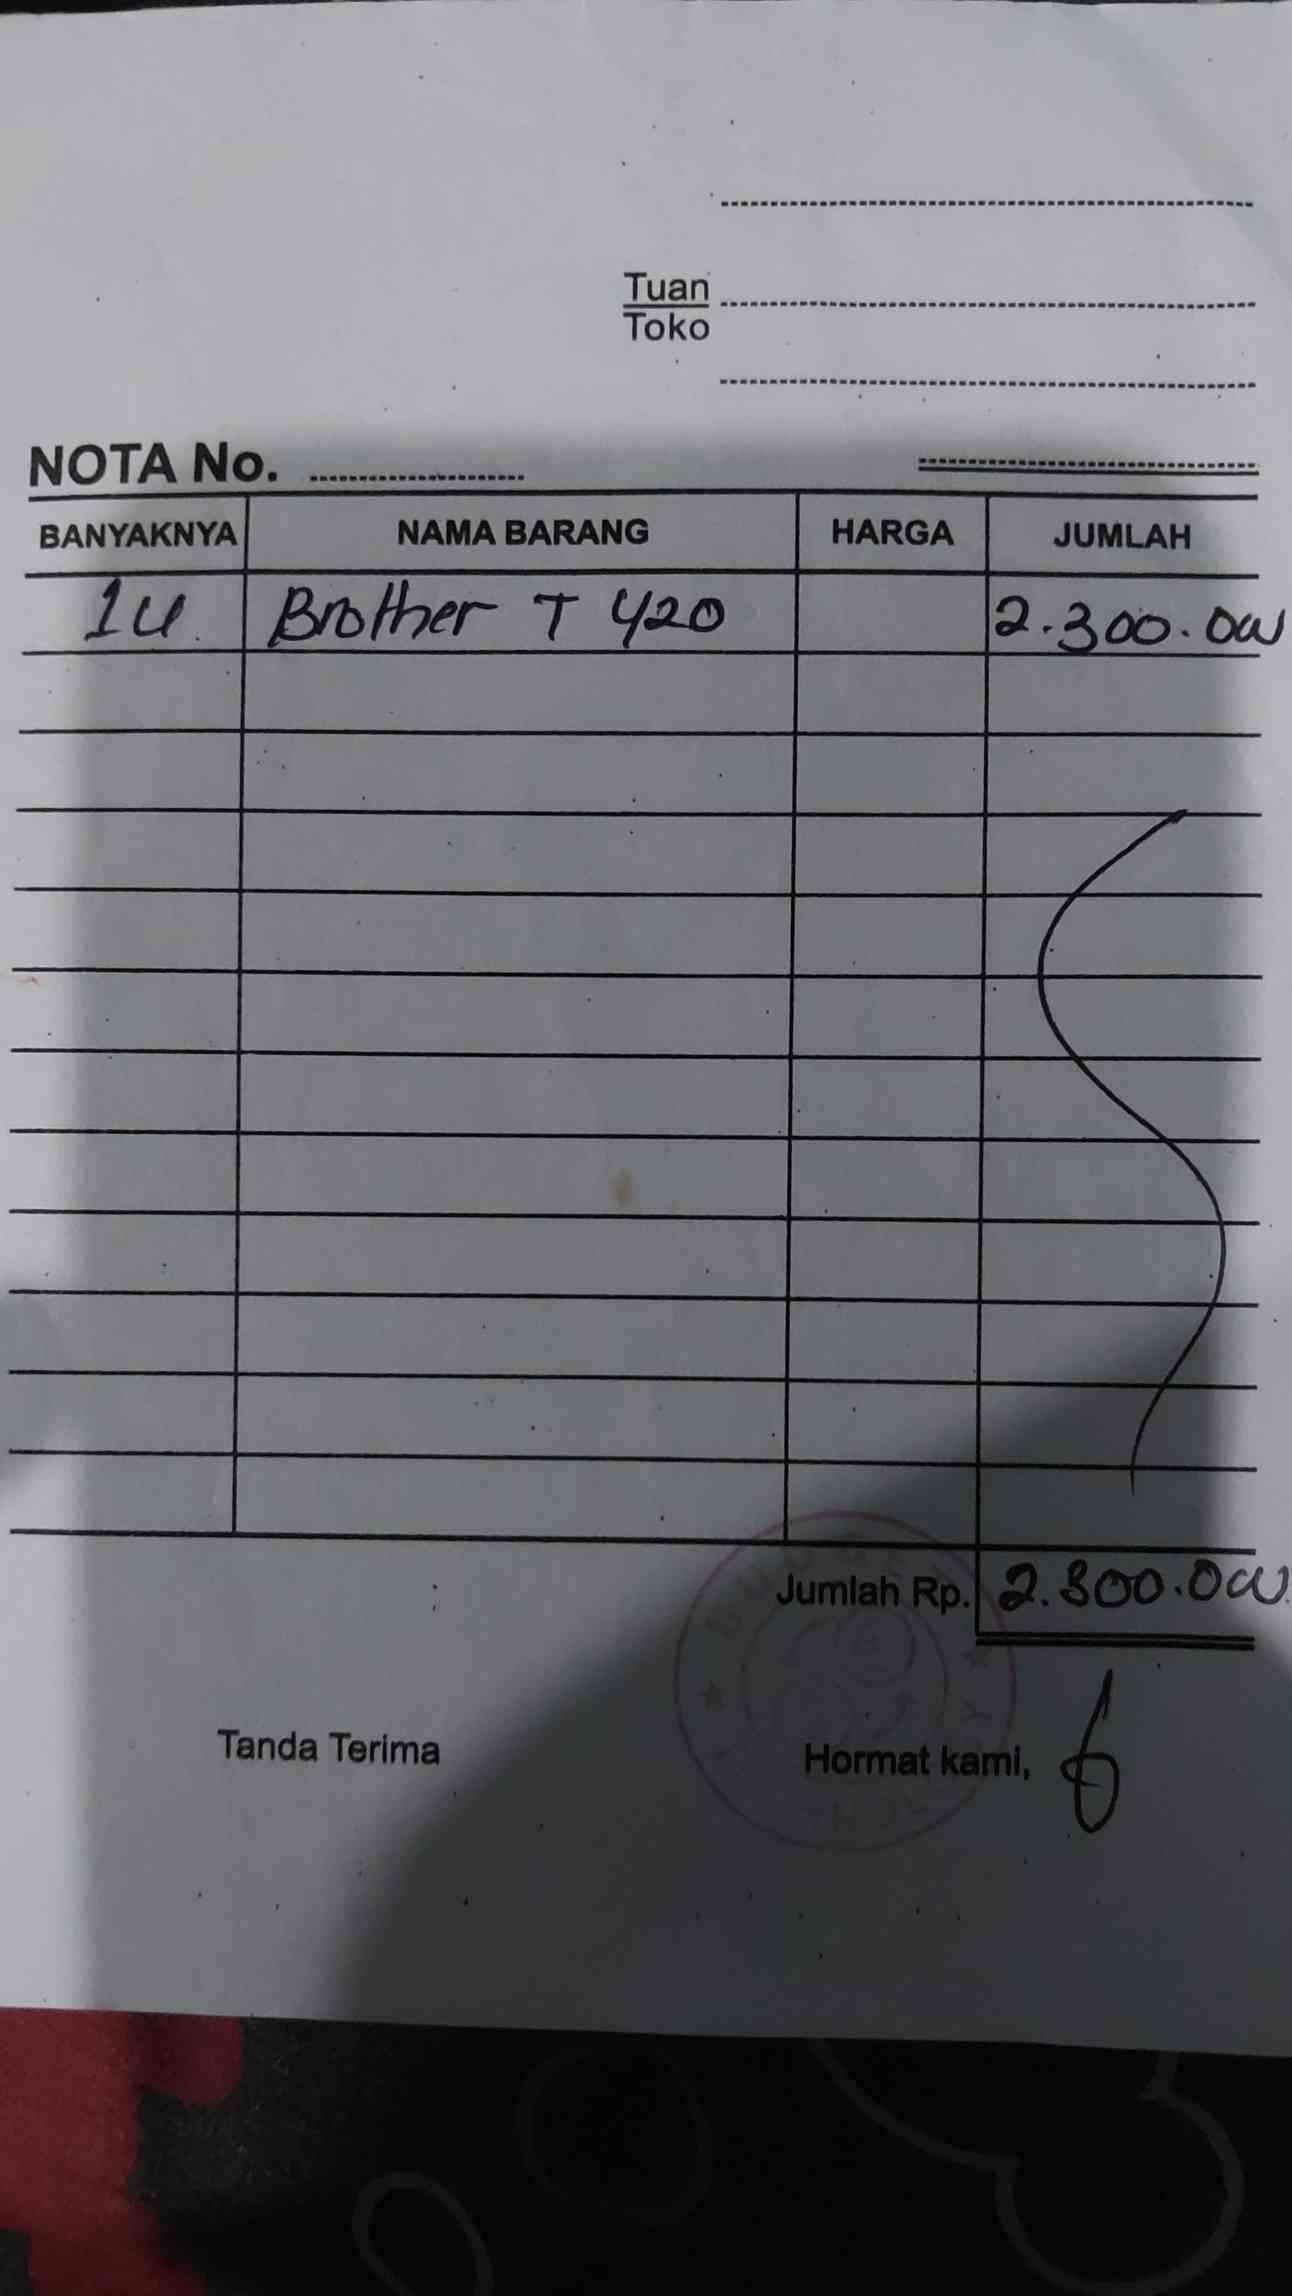 Tuan
Toko
NOTA No.
BANYAKNYA NAMA BARANG HARGA JUMLAH
1U Brother T 420 2.300.000
Jumlah Rp. 2.300.000
Tanda Terima Hormat kami,